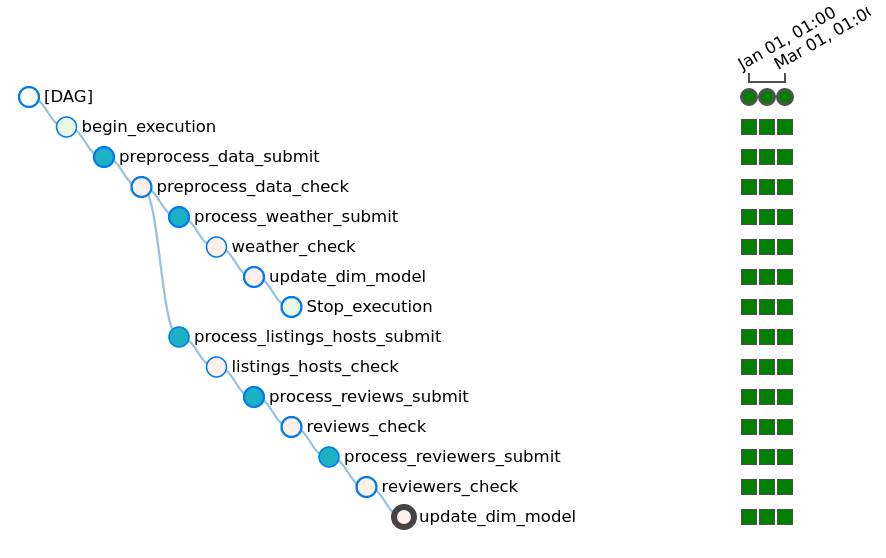 Jan 01, 01:00
Mar 01, 01:00
[DAG]
begin_execution
preprocess_data_submit
preprocess_data_check
process_weather_submit
weather_check
update_dim_model
Stop_execution
process_listings_hosts_submit
listings_hosts_check
process_reviews_submit
reviews_check
process_reviewers_submit
reviewers_check
update_dim_model